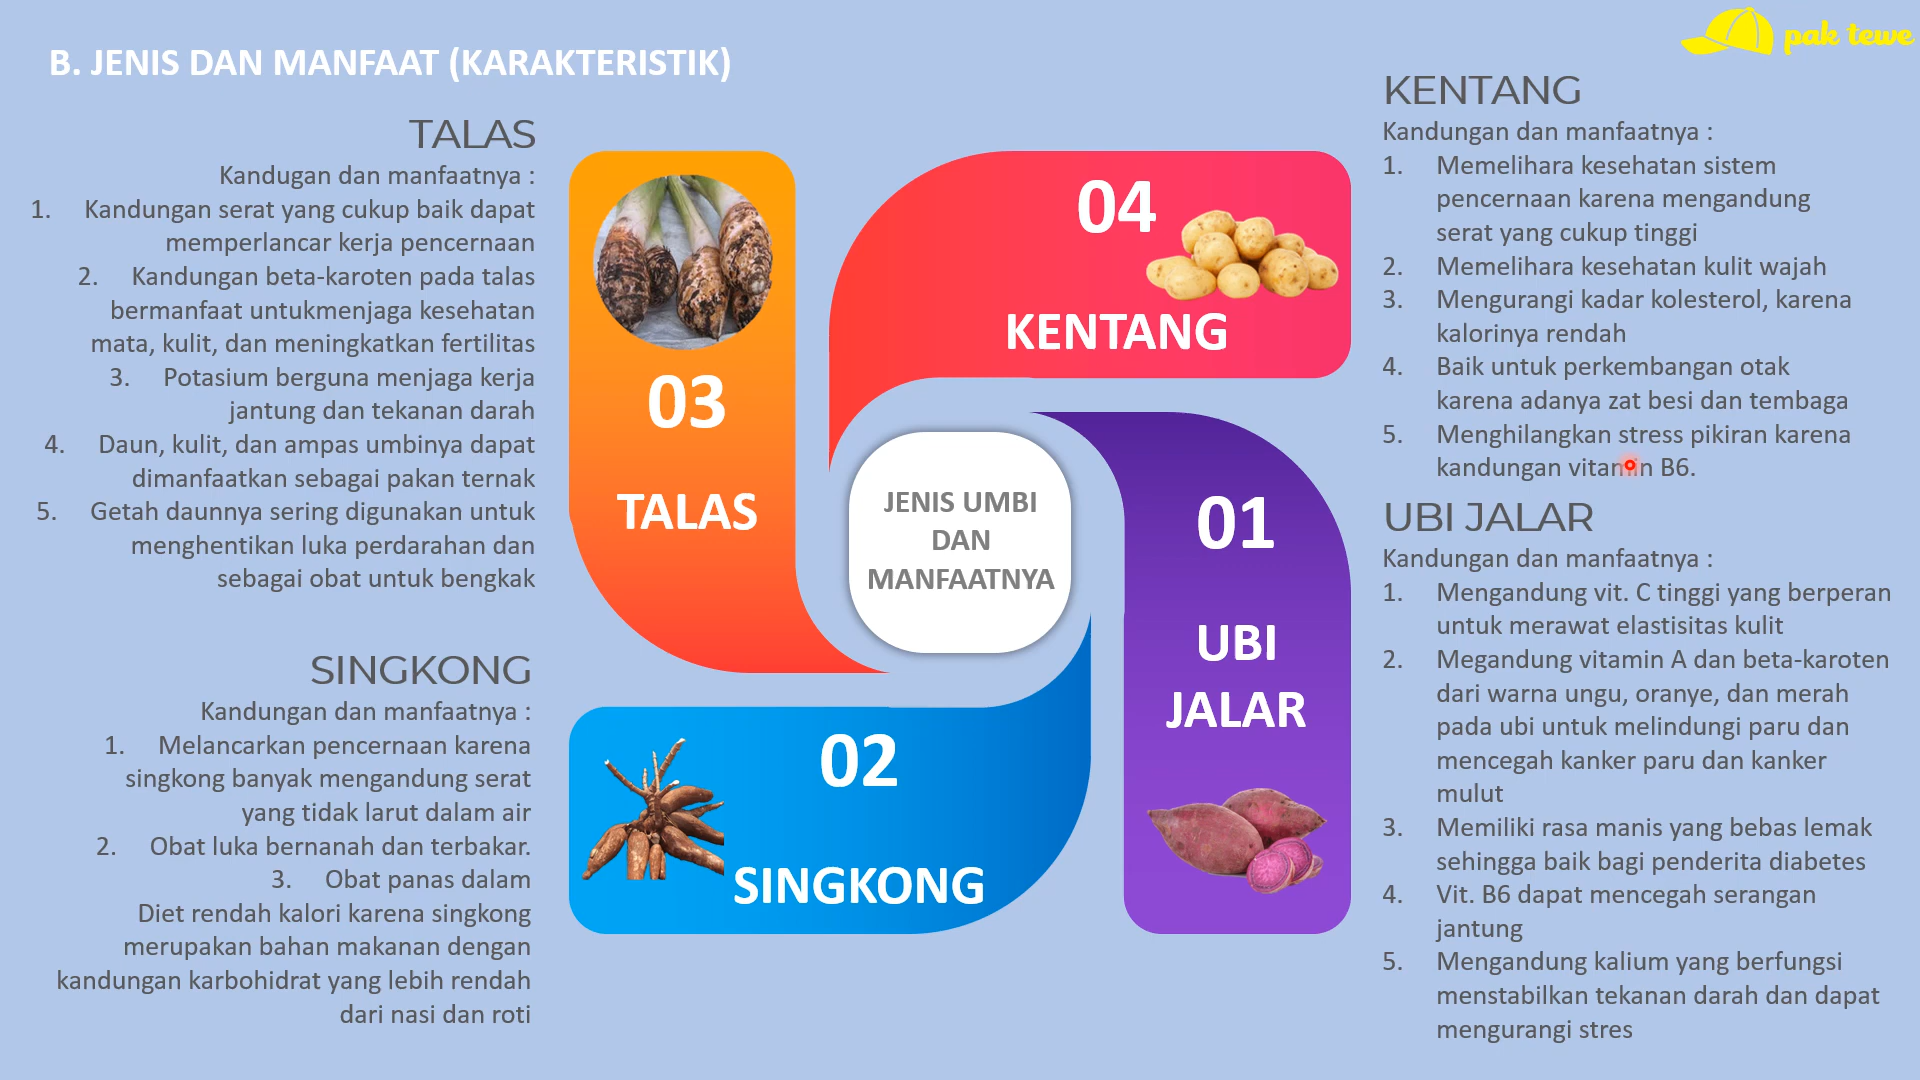 pak tewe
B. JENIS DAN MANFAAT (KARAKTERISTIK)
TALAS
Kandugan dan manfaatnya :
1. Kandungan serat yang cukup baik dapat
memperlancar kerja pencernaan
2. Kandungan beta-karoten pada talas
bermanfaat untukmenjaga kesehatan
mata, kulit, dan meningkatkan fertilitas
3. Potasium berguna menjaga kerja
jantung dan tekanan darah
4. Daun, kulit, dan ampas umbinya dapat
dimanfaatkan sebagai pakan ternak
5. Getah daunnya sering digunakan untuk
menghentikan luka perdarahan dan
sebagai obat untuk bengkak
SINGKONG
Kandungan dan manfaatnya :
1. Melancarkan pencernaan karena
singkong banyak mengandung serat
yang tidak larut dalam air
2. Obat luka bernanah dan terbakar.
3. Obat panas dalam
Diet rendah kalori karena singkong
merupakan bahan makanan dengan
kandungan karbohidrat yang lebih rendah
dari nasi dan roti
03
TALAS
04
KENTANG
JENIS UMBI
DAN
MANFAATNYA
01
UBI
JALAR
02
SINGKONG
KENTANG
Kandungan dan manfaatnya :
1. Memelihara kesehatan sistem
pencernaan karena mengandung
serat yang cukup tinggi
2. Memelihara kesehatan kulit wajah
3. Mengurangi kadar kolesterol, karena
kalorinya rendah
4. Baik untuk perkembangan otak
karena adanya zat besi dan tembaga
5. Menghilangkan stress pikiran karena
kandungan vitamin B6.
UBI JALAR
Kandungan dan manfaatnya :
1. Mengandung vit. C tinggi yang berperan
untuk merawat elastisitas kulit
2. Megandung vitamin A dan beta-karoten
dari warna ungu, oranye, dan merah
pada ubi untuk melindungi paru dan
mencegah kanker paru dan kanker
mulut
3. Memiliki rasa manis yang bebas lemak
sehingga baik bagi penderita diabetes
4. Vit. B6 dapat mencegah serangan
jantung
5. Mengandung kalium yang berfungsi
menstabilkan tekanan darah dan dapat
mengurangi stres